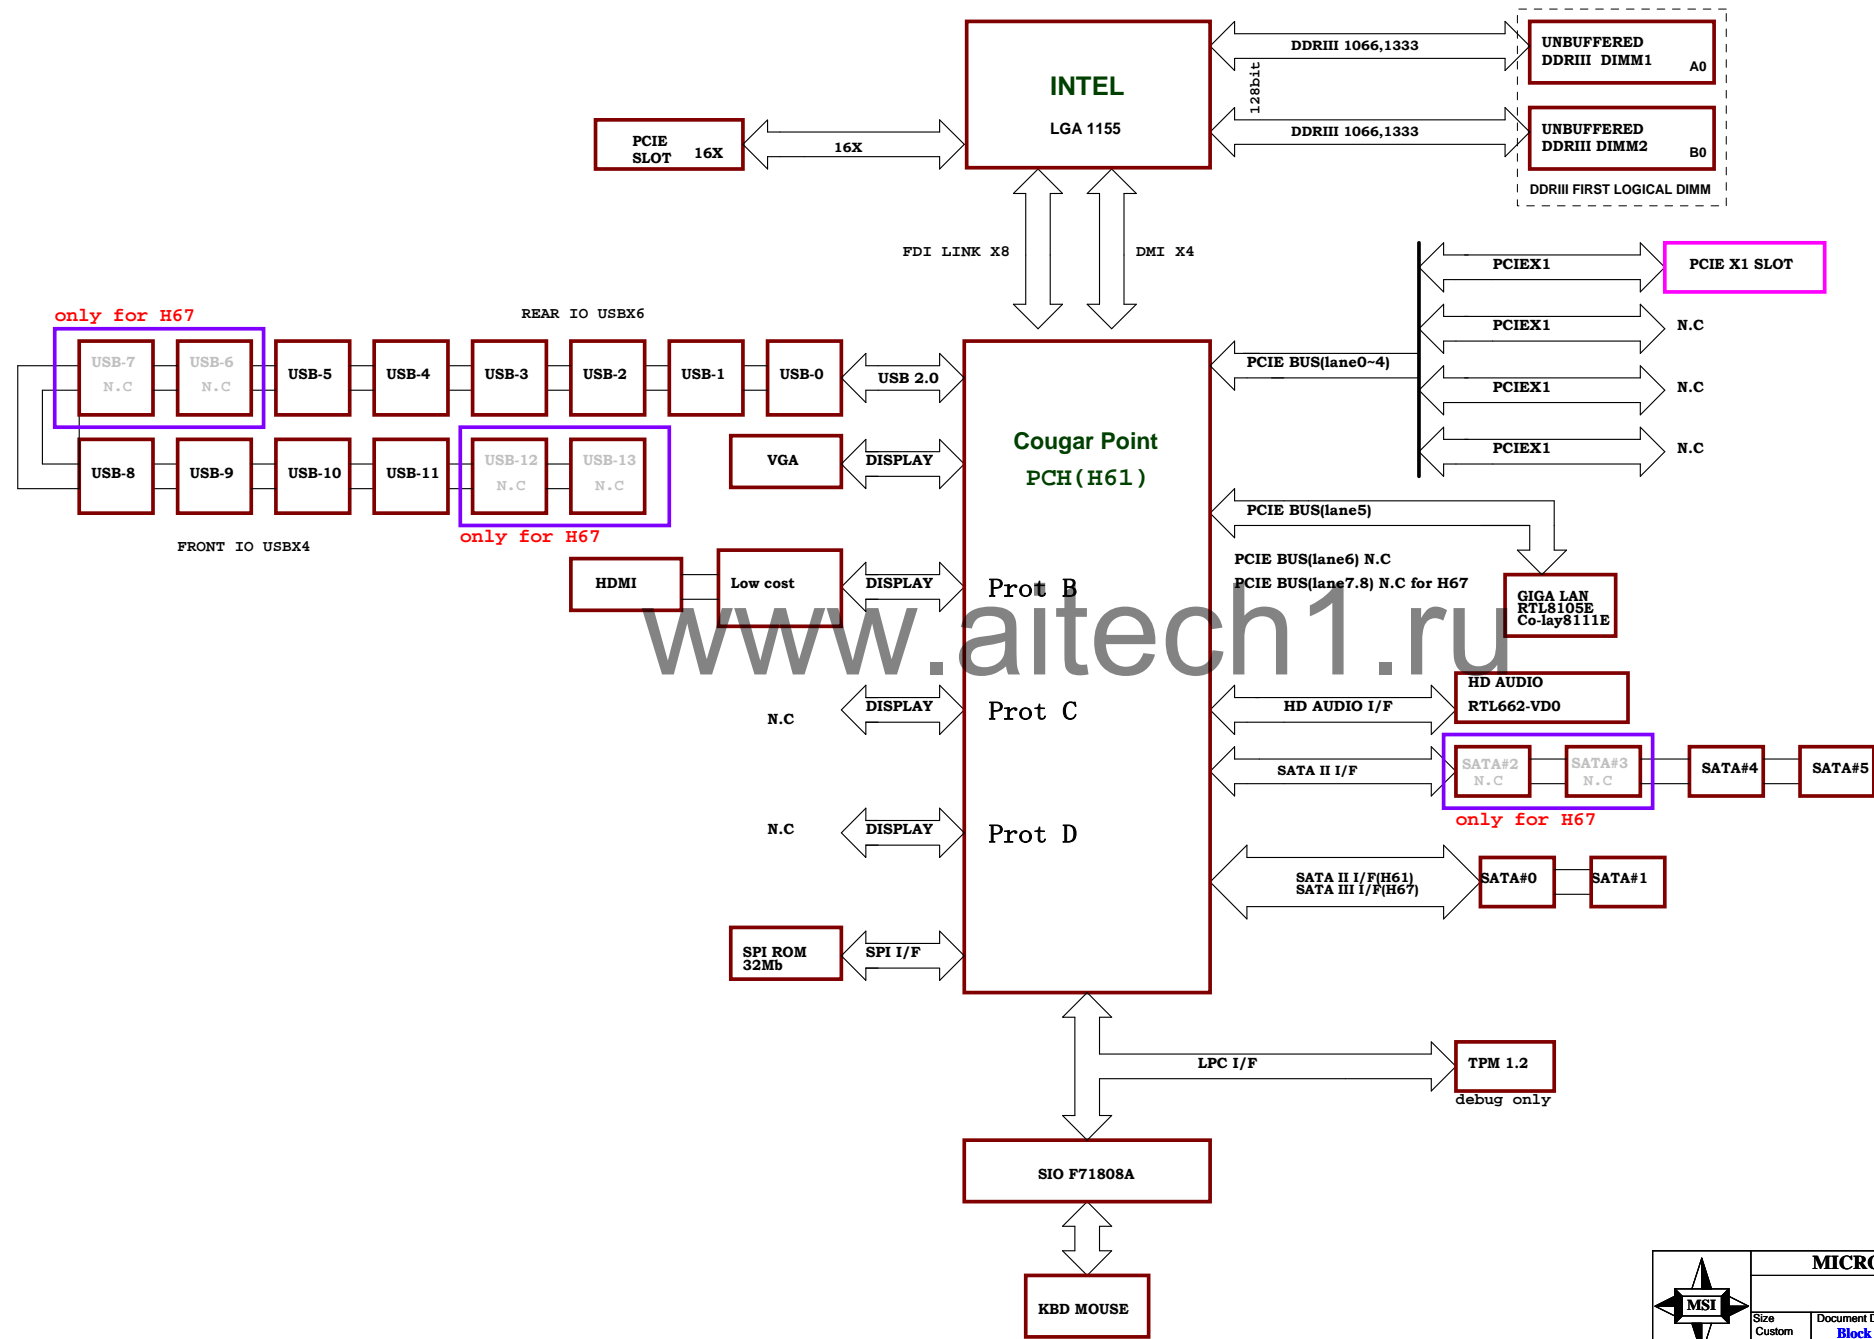 INTEL
LGA 1155
DDRIII 1066,1333
128bit
DDRIII 1066,1333
UNBUFFERED
DDRIII  DIMM1
A0
UNBUFFERED
DDRIII DIMM2
B0
DDRIII FIRST LOGICAL DIMM
PCIE
SLOT 16X
16X
FDI LINK X8
DMI X4
PCIEX1
PCIE X1 SLOT
PCIEX1
N.C
PCIEX1
N.C
PCIEX1
N.C
PCIE BUS(lane0~4)
only for H67
REAR IO USBX6
USB-7
N.C
USB-6
N.C
USB-5
USB-4
USB-3
USB-2
USB-1
USB-0
USB 2.0
USB-8
USB-9
USB-10
USB-11
USB-12
N.C
USB-13
N.C
only for H67
FRONT IO USBX4
VGA
DISPLAY
Cougar Point
PCH(H61)
PCIE BUS(lane5)
PCIE BUS(lane6) N.C
PCIE BUS(lane7.8) N.C for H67
GIGA LAN
RTL8105E
Co-lay8111E
HDMI
Low cost
DISPLAY
Prot B
www.aitech1.ru
N.C
DISPLAY
Prot C
HD AUDIO I/F
HD AUDIO
RTL662-VD0
SATA II I/F
SATA#2
N.C
SATA#3
N.C
SATA#4
SATA#5
only for H67
N.C
DISPLAY
Prot D
SATA II I/F(H61)
SATA III I/F(H67)
SATA#0
SATA#1
SPI ROM
32Mb
SPI I/F
LPC I/F
TPM 1.2
debug only
SIO F71808A
KBD MOUSE
MSI
MICRO
Size
Custom
Document D
Block